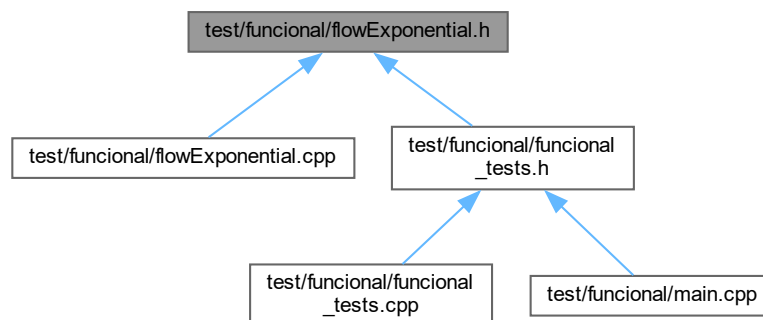 test/funcional/flowExponential.h
test/funcional/flowExponential.cpp
test/funcional/funcional
_tests.h
test/funcional/funcional
_tests.cpp
test/funcional/main.cpp